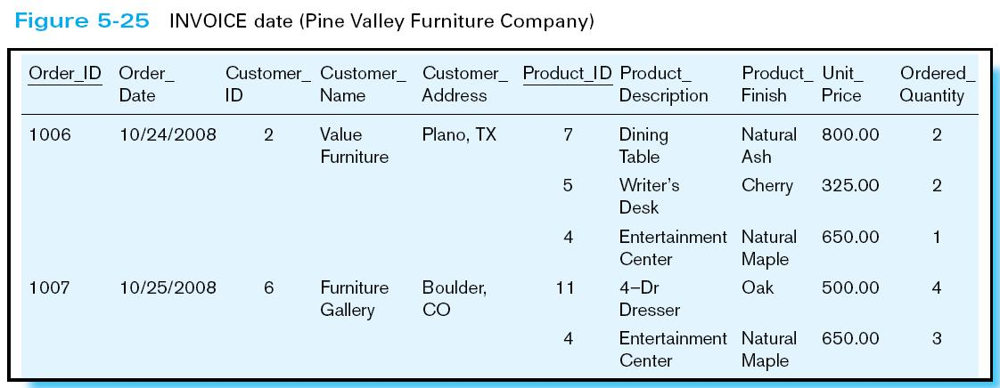 Figure 5-25 INVOICE date (Pine Valley Furniture Company)
Order_ID Order_ Customer_ Customer_ Customer_ Product_ID Product_ Product_ Unit_ Ordered_
Date ID Name Address Description Finish Price Quantity
1006 10/24/2008 2 Value Plano, TX 7 Dining Natural 800.00 2
Furniture Table Ash
5 Writer's Cherry 325.00 2
Desk
4 Entertainment Natural 650.00 1
Center Maple
1007 10/25/2008 6 Furniture Boulder, 11 4–Dr Oak 500.00 4
Gallery CO Dresser
4 Entertainment Natural 650.00 3
Center Maple